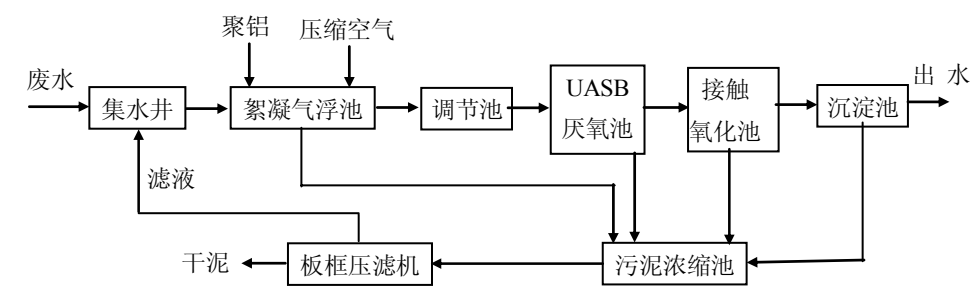 聚铝
压缩空气
废水
集水井
絮凝气浮池
调节池
UASB
厌氧池
接触
氧化池
沉淀池
出 水
滤液
干泥
板框压滤机
污泥浓缩池